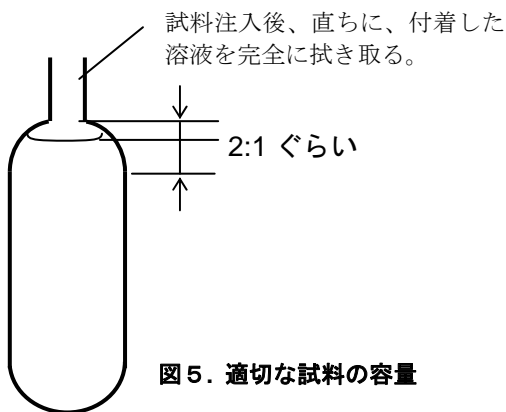 試料注入後、直ちに、付着した
溶液を完全に拭き取る。
2:1 ぐらい
図5. 適切な試料の容量